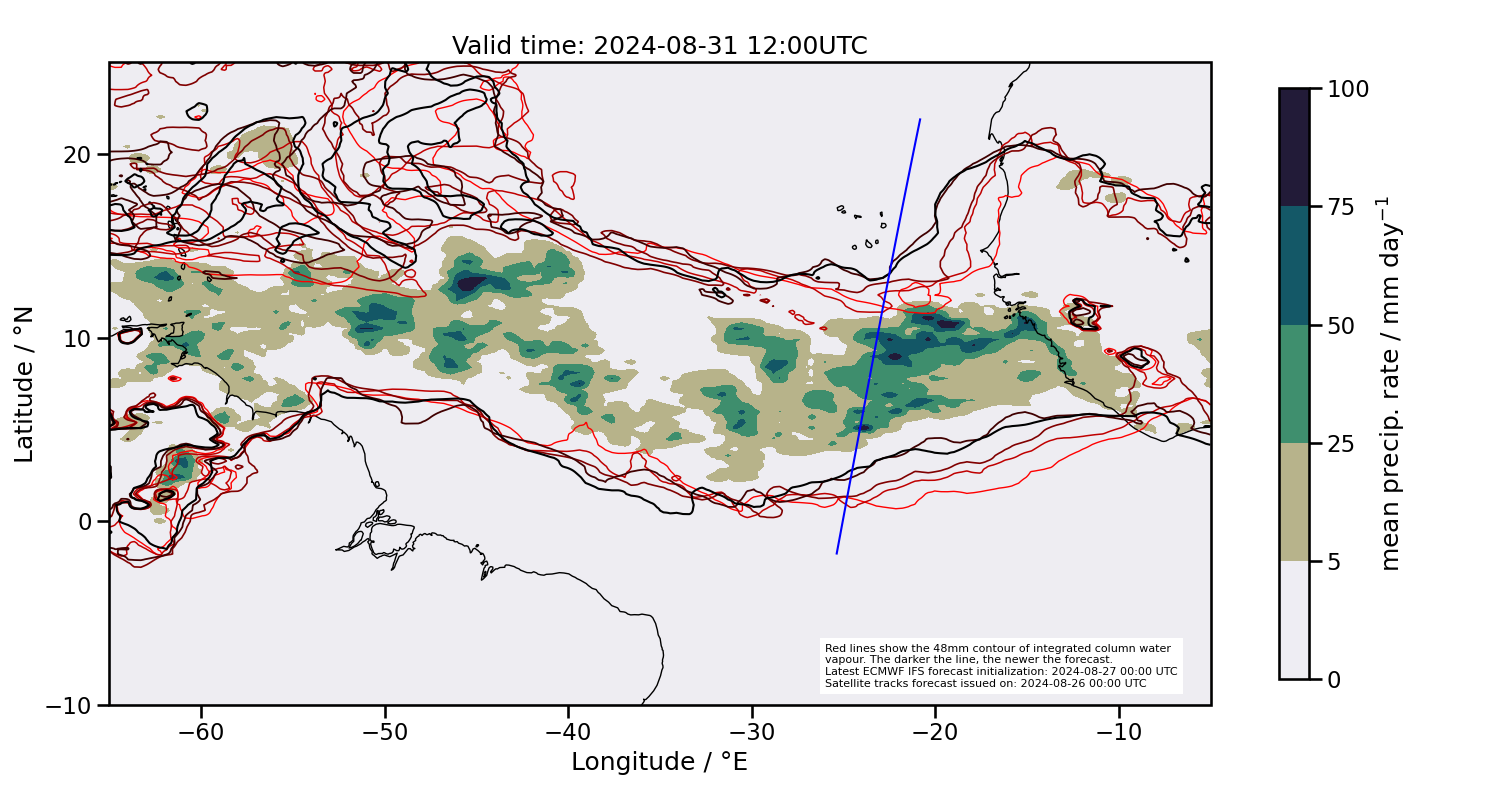 Valid time: 2024-08-31 12:00UTC
Latitude / °N
20
10
0
−10
−60
−50
−40
−30
−20
−10
Longitude / °E
Red lines show the 48mm contour of integrated column water
vapour. The darker the line, the newer the forecast.
Latest ECMWF IFS forecast initialization: 2024-08-27 00:00 UTC
Satellite tracks forecast issued on: 2024-08-26 00:00 UTC
100
75
50
25
5
0
mean precip. rate / mm day⁻¹